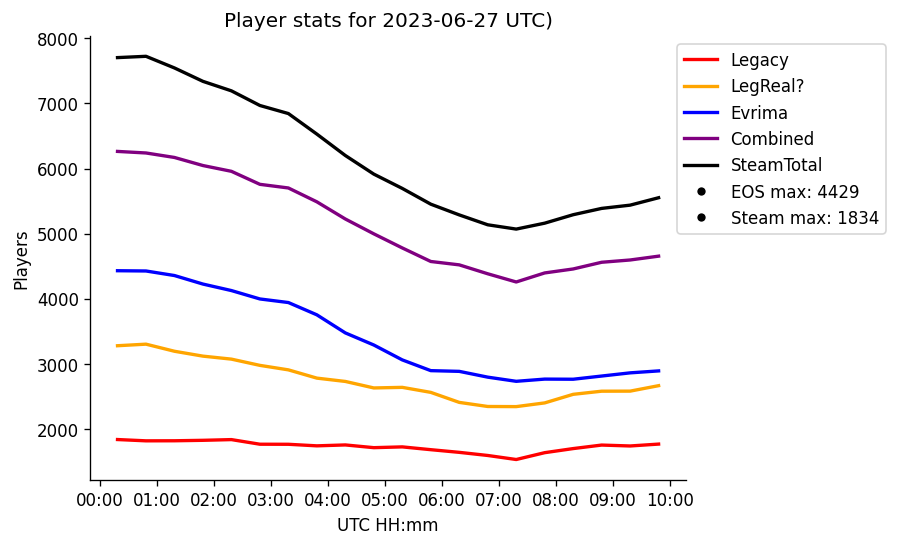 Player stats for 2023-06-27 UTC)
8000
7000
6000
5000
4000
3000
2000
Players
00:00 01:00 02:00 03:00 04:00 05:00 06:00 07:00 08:00 09:00 10:00
UTC HH:mm
Legacy
LegReal?
Evrima
Combined
SteamTotal
EOS max: 4429
Steam max: 1834